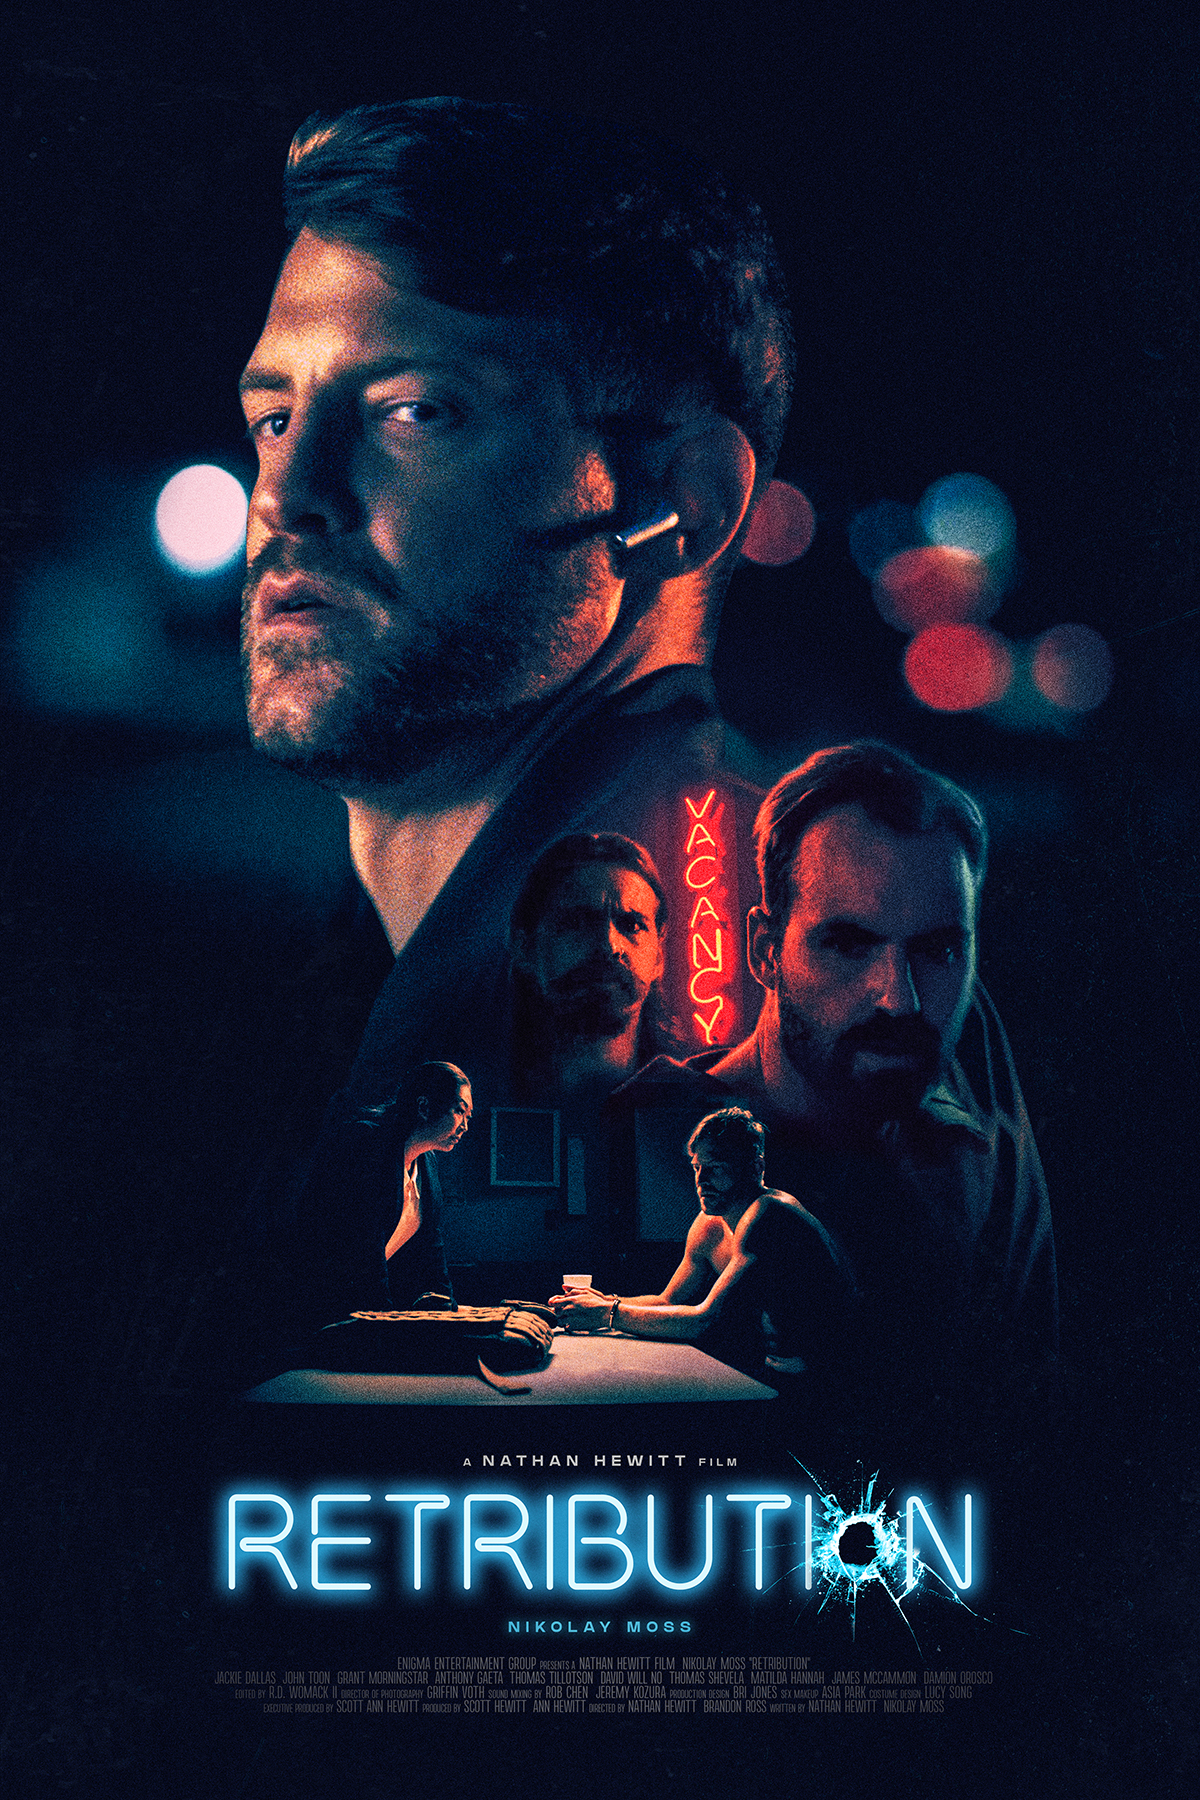 VACANCY
A NATHAN HEWITT FILM
RETRIBUTION
NIKOLAY MOSS
ENIGMA ENTERTAINMENT GROUP PRESENTS A NATHAN HEWITT FILM NIKOLAY MOSS "RETRIBUTION"
JACKIE DALLAS JOHN TOON GRANT MORNINGSTAR ANTHONY GAETA THOMAS TILLOTSON DAVID WILL NO THOMAS SHEVELA MATILDA HANNAH JAMES MCCAMMON DAMION OROSCO
EDITED BY R.D. WOMACK II DIRECTOR OF PHOTOGRAPHY GRIFFIN VOTH SOUND MIXING BY ROB CHEN JEREMY KOZURA PRODUCTION DESIGN BRI JONES SFX MAKEUP ASIA PARK COSTUME DESIGN LUCY SONG
EXECUTIVE PRODUCED BY SCOTT ANN HEWITT PRODUCED BY SCOTT HEWITT ANN HEWITT DIRECTED BY NATHAN HEWITT BRANDON ROSS WRITTEN BY NATHAN HEWITT NIKOLAY MOSS